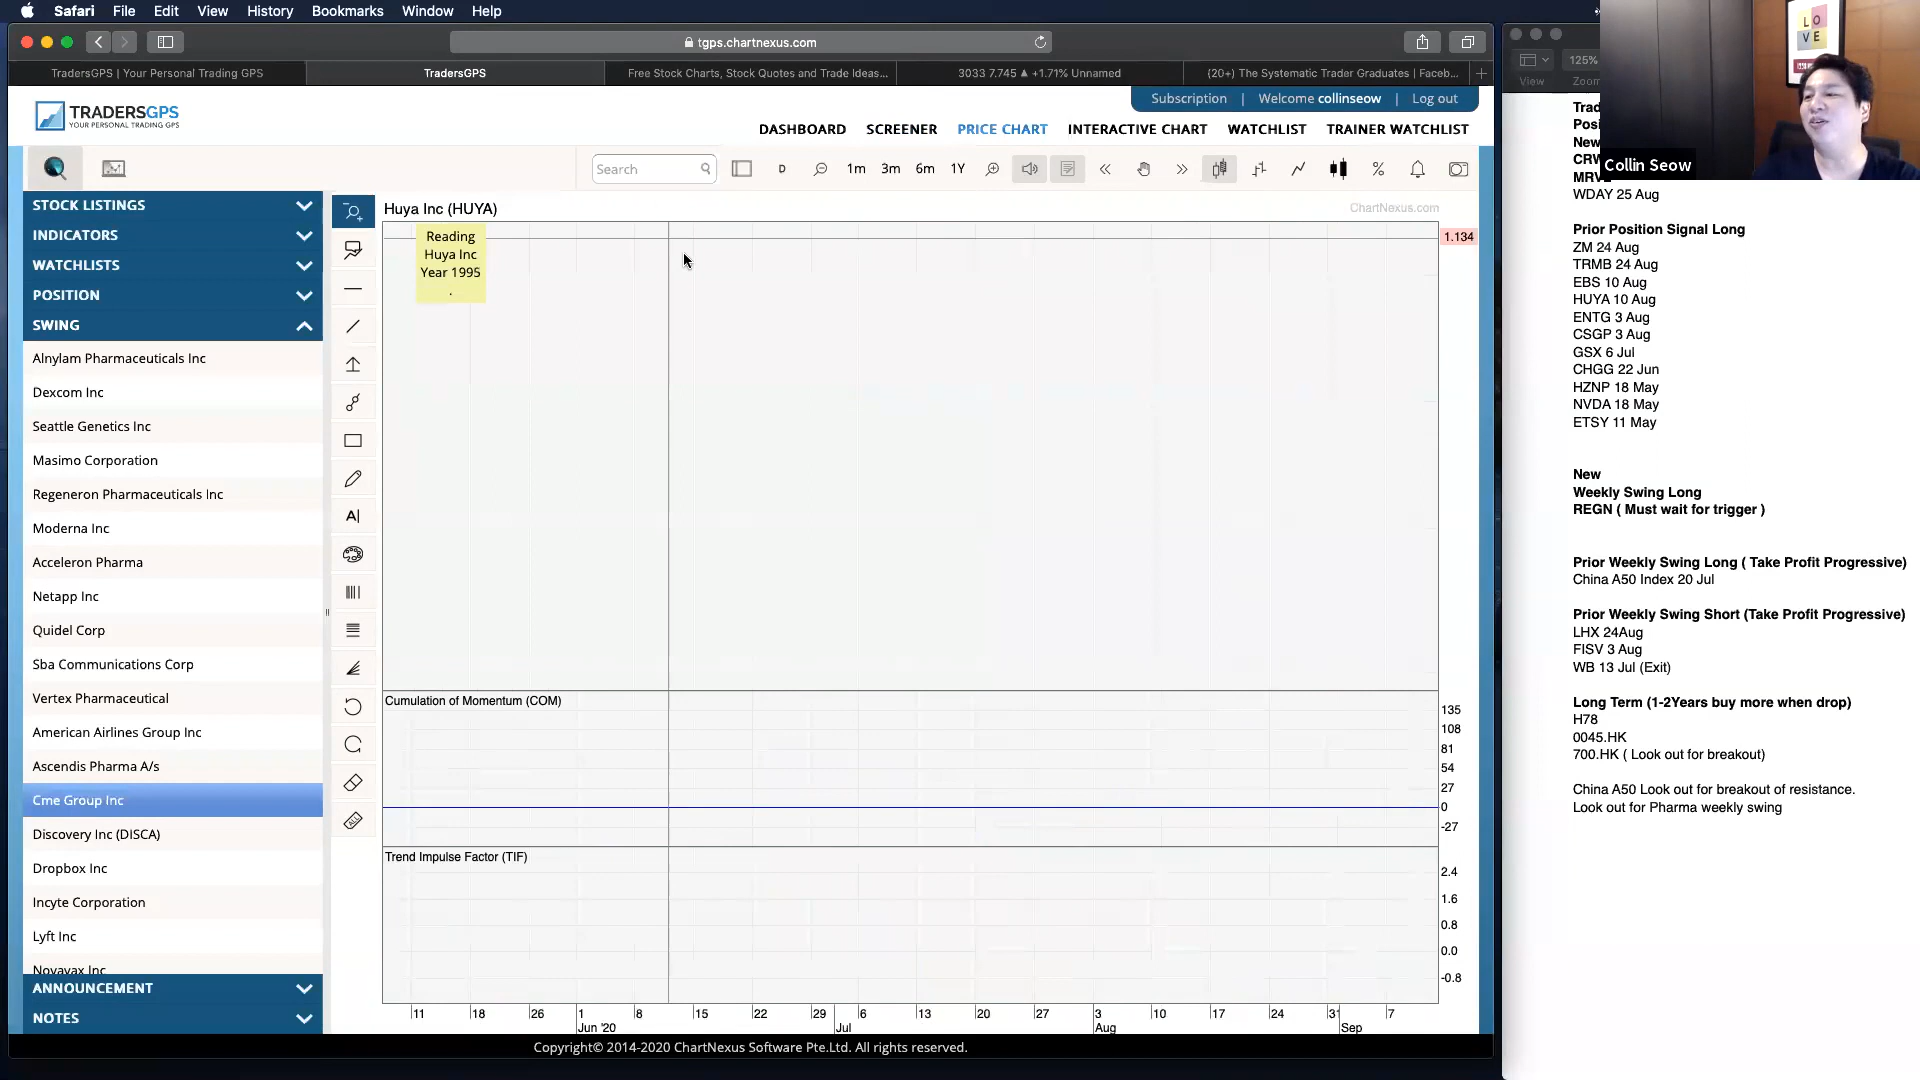 Safari File Edit View History Bookmarks Window Help
tgps.chartnexus.com
TradersGPS | Your Personal Trading GPS
TradersGPS
Free Stock Charts, Stock Quotes and Trade Ideas...
3033 7.745 ▲ +1.71% Unnamed
(20+) The Systematic Trader Graduates | Faceb...
TRADERSGPS
YOUR PERSONAL TRADING GPS
Subscription | Welcome collinseow | Log out
DASHBOARD SCREENER PRICE CHART INTERACTIVE CHART WATCHLIST TRAINER WATCHLIST
Search
D
1m 3m 6m 1Y
STOCK LISTINGS
INDICATORS
WATCHLISTS
POSITION
SWING
Alnylam Pharmaceuticals Inc
Dexcom Inc
Seattle Genetics Inc
Masimo Corporation
Regeneron Pharmaceuticals Inc
Moderna Inc
Acceleron Pharma
Netapp Inc
Quidel Corp
Sba Communications Corp
Vertex Pharmaceutical
American Airlines Group Inc
Ascendis Pharma A/s
Cme Group Inc
Discovery Inc (DISCA)
Dropbox Inc
Incyte Corporation
Lyft Inc
Novavax Inc
ANNOUNCEMENT
NOTES
A|
Huya Inc (HUYA)
ChartNexus.com
Reading
Huya Inc
Year 1995
.
1.134
Cumulation of Momentum (COM)
135
108
81
54
27
0
-27
Trend Impulse Factor (TIF)
2.4
1.6
0.8
0.0
-0.8
11 18 26 1 8 15 22 29 6 13 20 27 3 10 17 24 31 7
Jun '20 Jul Aug Sep
Copyright© 2014-2020 ChartNexus Software Pte.Ltd. All rights reserved.
125%
View Zoom
LOVE
Collin Seow
Trad
Posi
New
CRW
MRV
WDAY 25 Aug
Prior Position Signal Long
ZM 24 Aug
TRMB 24 Aug
EBS 10 Aug
HUYA 10 Aug
ENTG 3 Aug
CSGP 3 Aug
GSX 6 Jul
CHGG 22 Jun
HZNP 18 May
NVDA 18 May
ETSY 11 May
New
Weekly Swing Long
REGN ( Must wait for trigger )
Prior Weekly Swing Long ( Take Profit Progressive)
China A50 Index 20 Jul
Prior Weekly Swing Short (Take Profit Progressive)
LHX 24Aug
FISV 3 Aug
WB 13 Jul (Exit)
Long Term (1-2Years buy more when drop)
H78
0045.HK
700.HK ( Look out for breakout)
China A50 Look out for breakout of resistance.
Look out for Pharma weekly swing